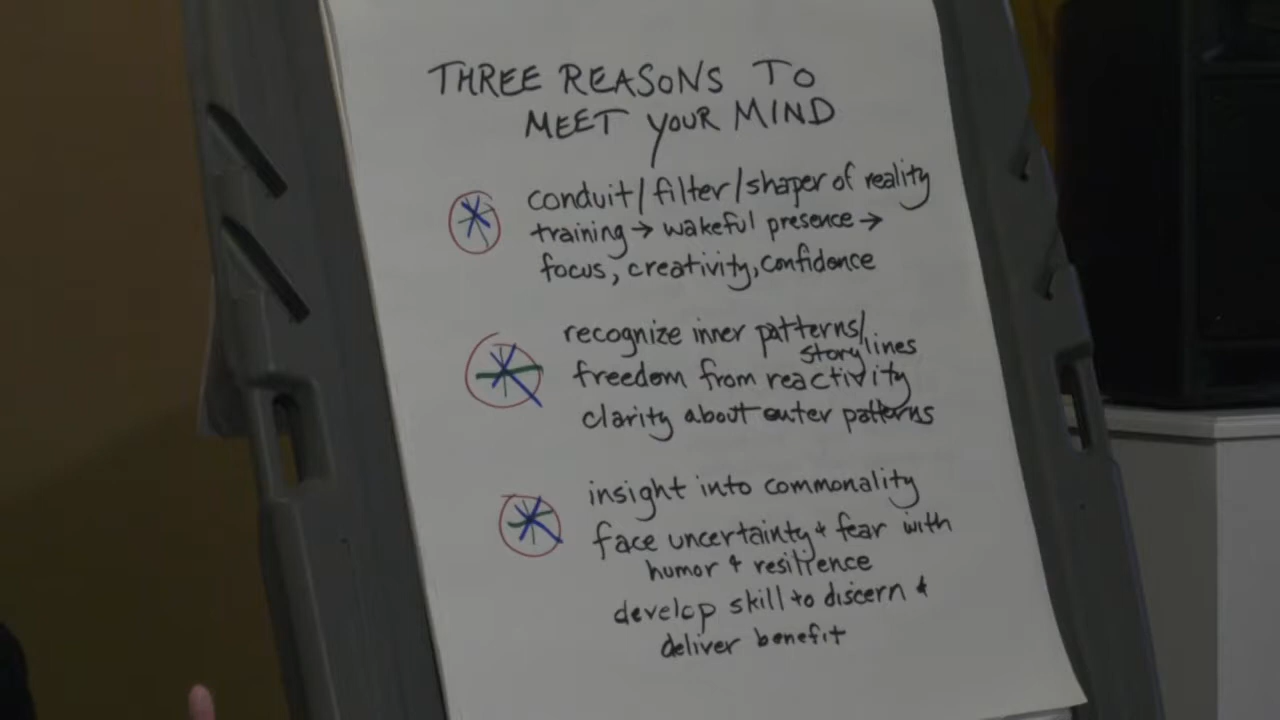 THREE REASONS TO
MEET YOUR MIND
conduit/filter/shaper of reality
training → wakeful presence →
focus, creativity, confidence
recognize inner patterns/
storylines
freedom from reactivity
clarity about outer patterns
insight into commonality
face uncertainty + fear with
humor + resilience
develop skill to discern +
deliver benefit